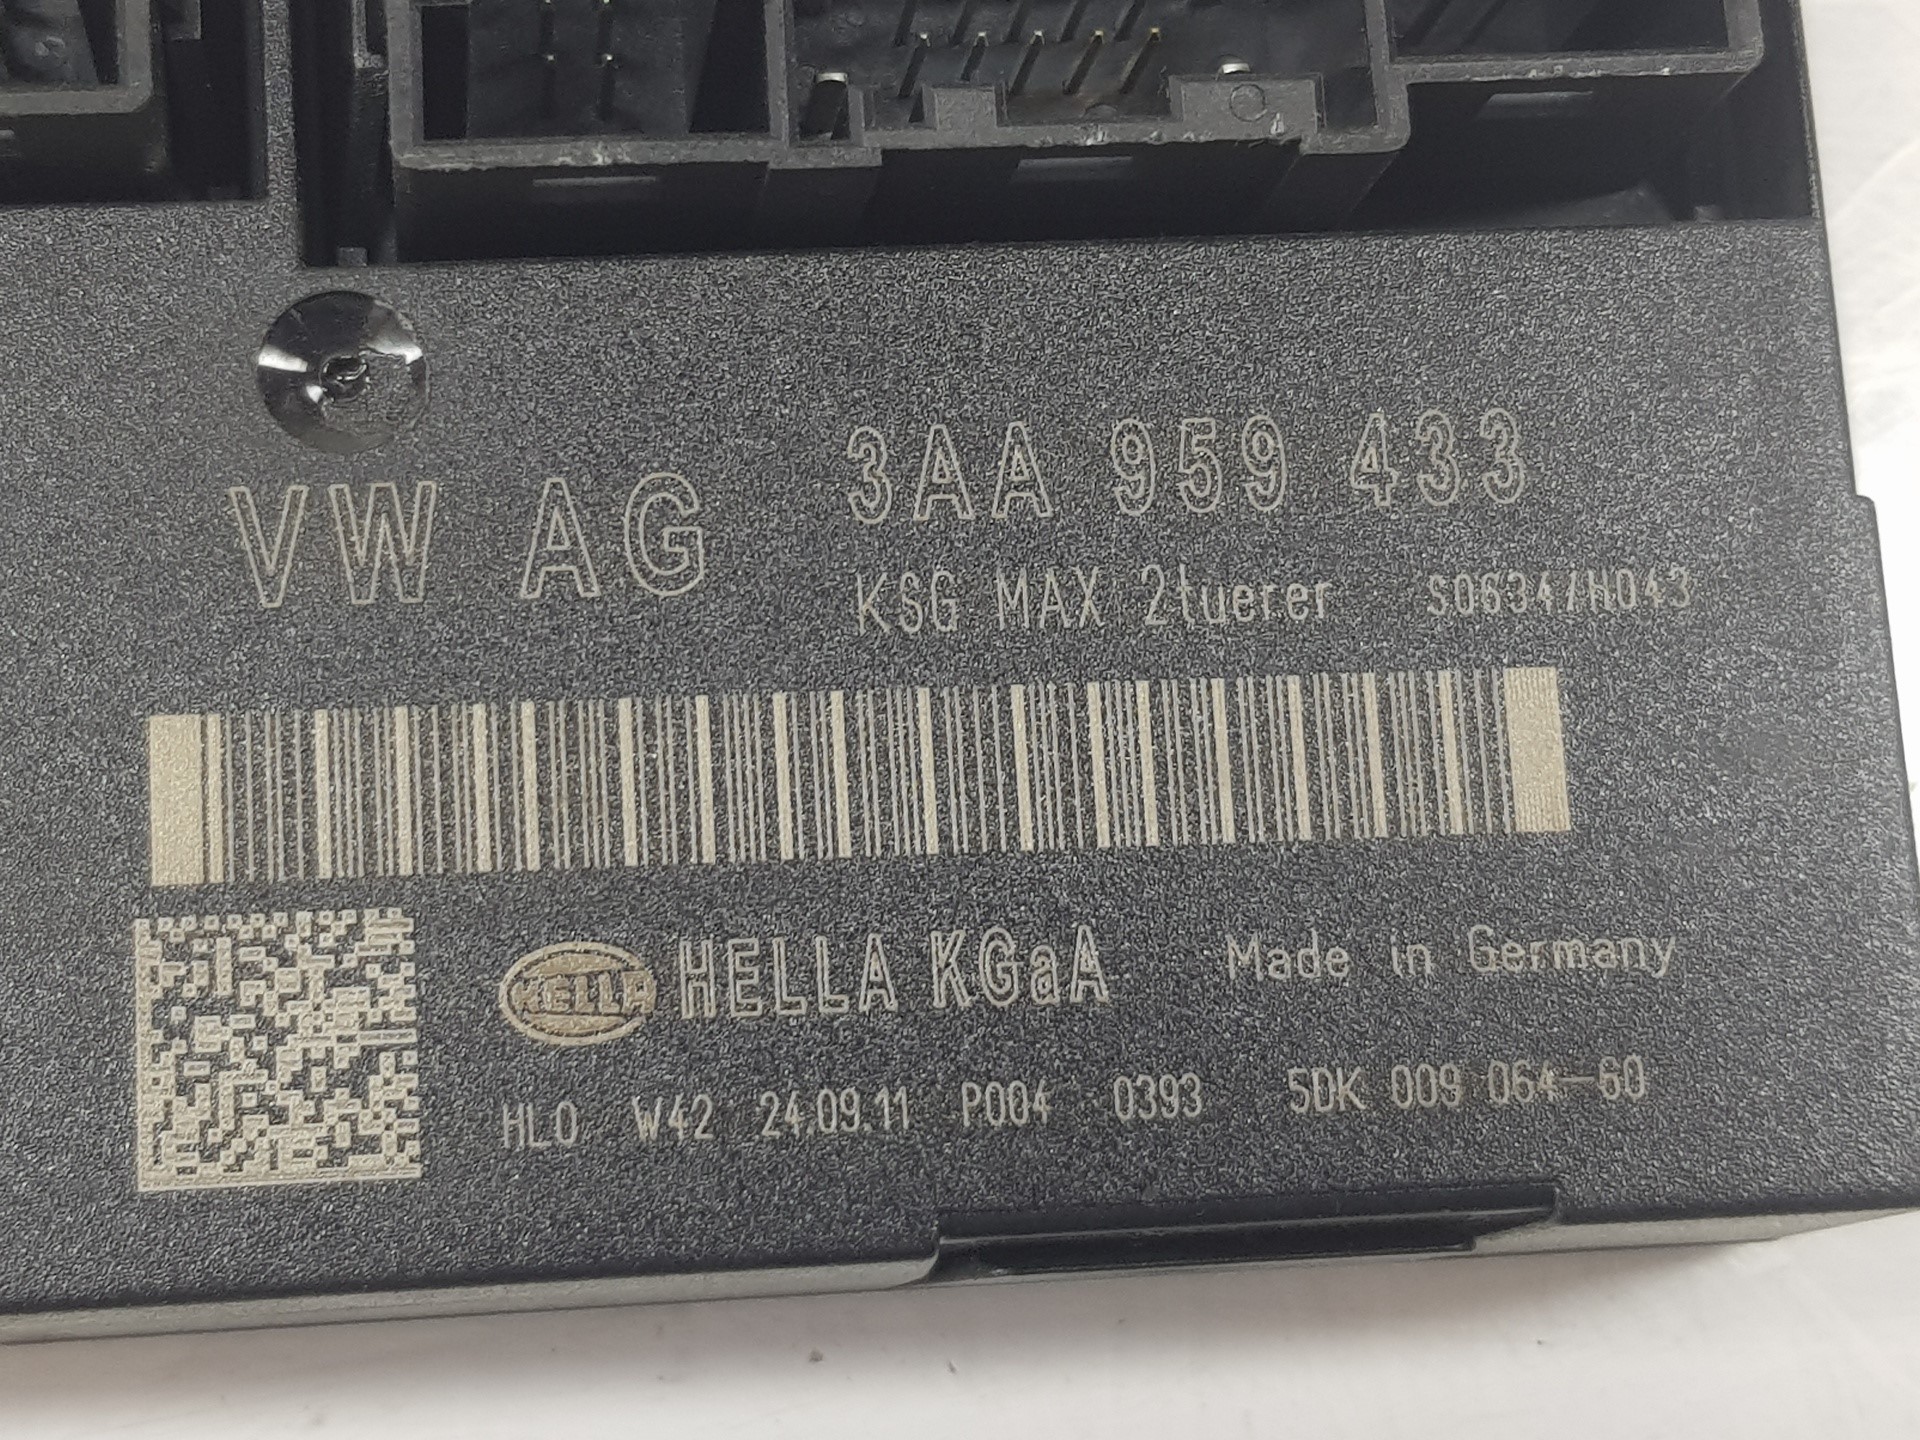 VW AG 3AA 959 433
KSG MAX 2tuerer S0634/H043
HELLA HELLA KGaA Made in Germany
HLO W42 24.09.11 P004 0393 5DK 009 064-60